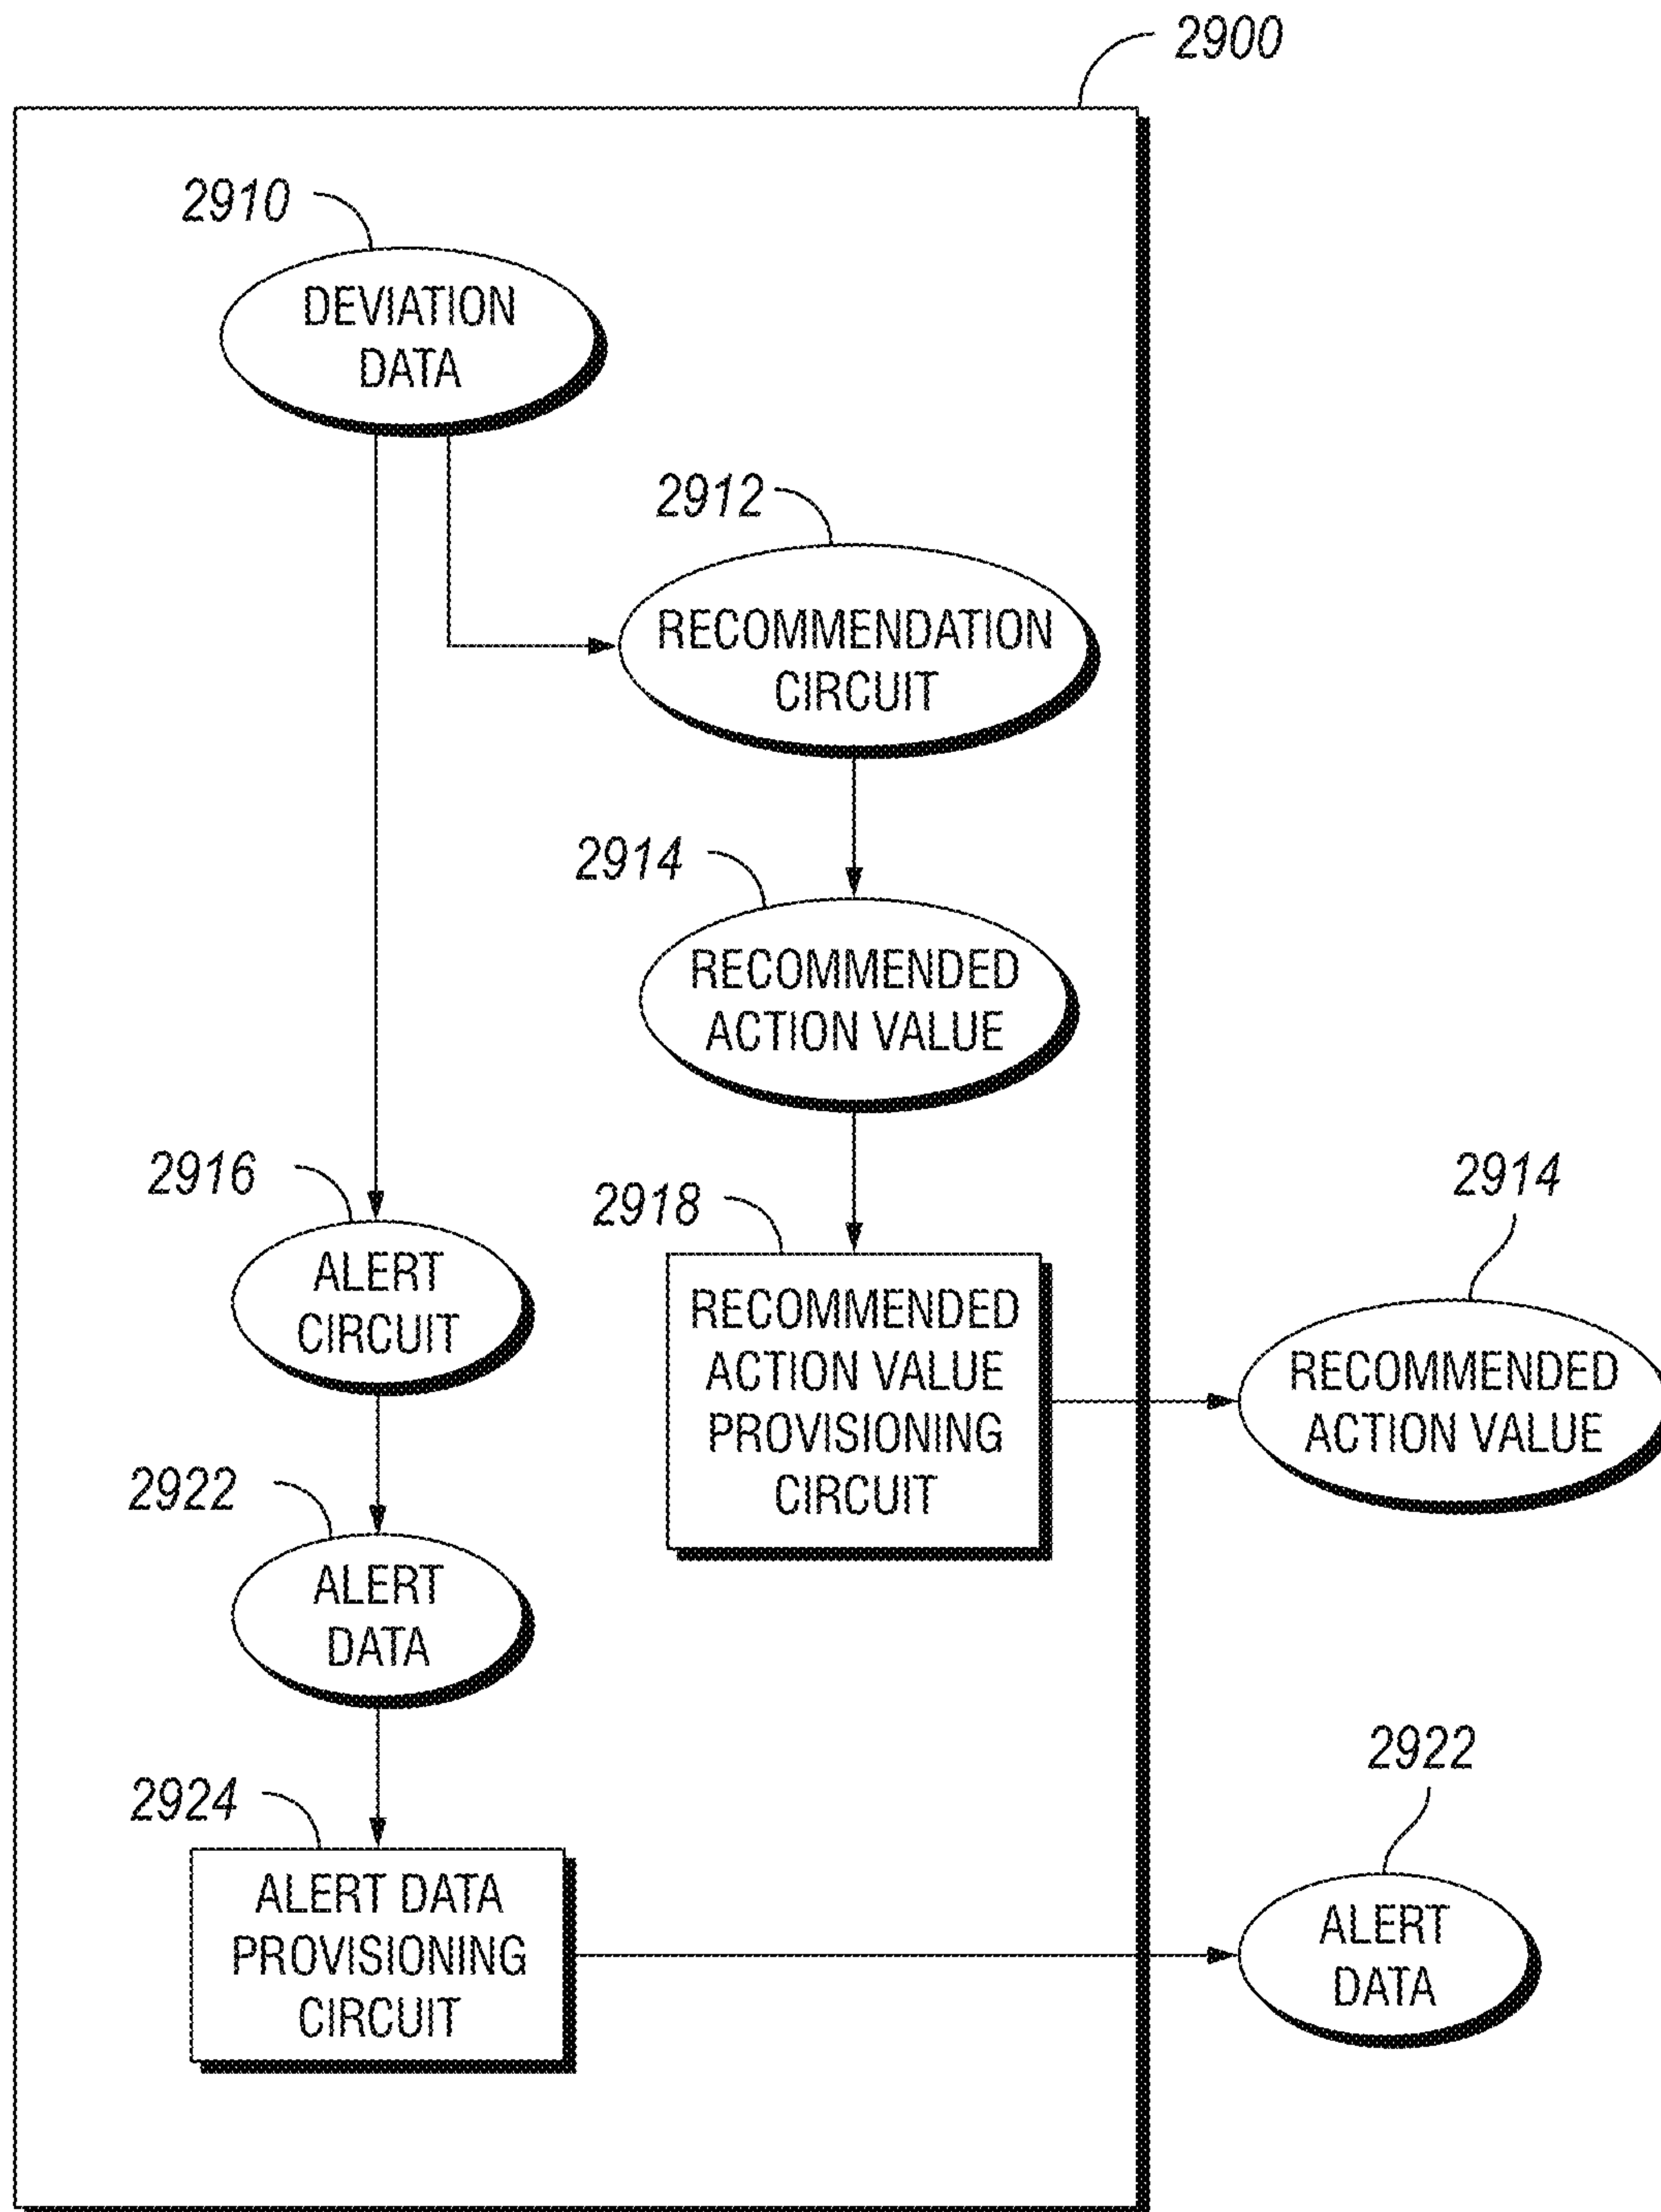 2900
2910
DEVIATION
DATA
2912
RECOMMENDATION
CIRCUIT
2914
RECOMMENDED
ACTION VALUE
2916
ALERT
CIRCUIT
2918
RECOMMENDED
ACTION VALUE
PROVISIONING
CIRCUIT
2914
RECOMMENDED
ACTION VALUE
2922
ALERT
DATA
2924
ALERT DATA
PROVISIONING
CIRCUIT
2922
ALERT
DATA